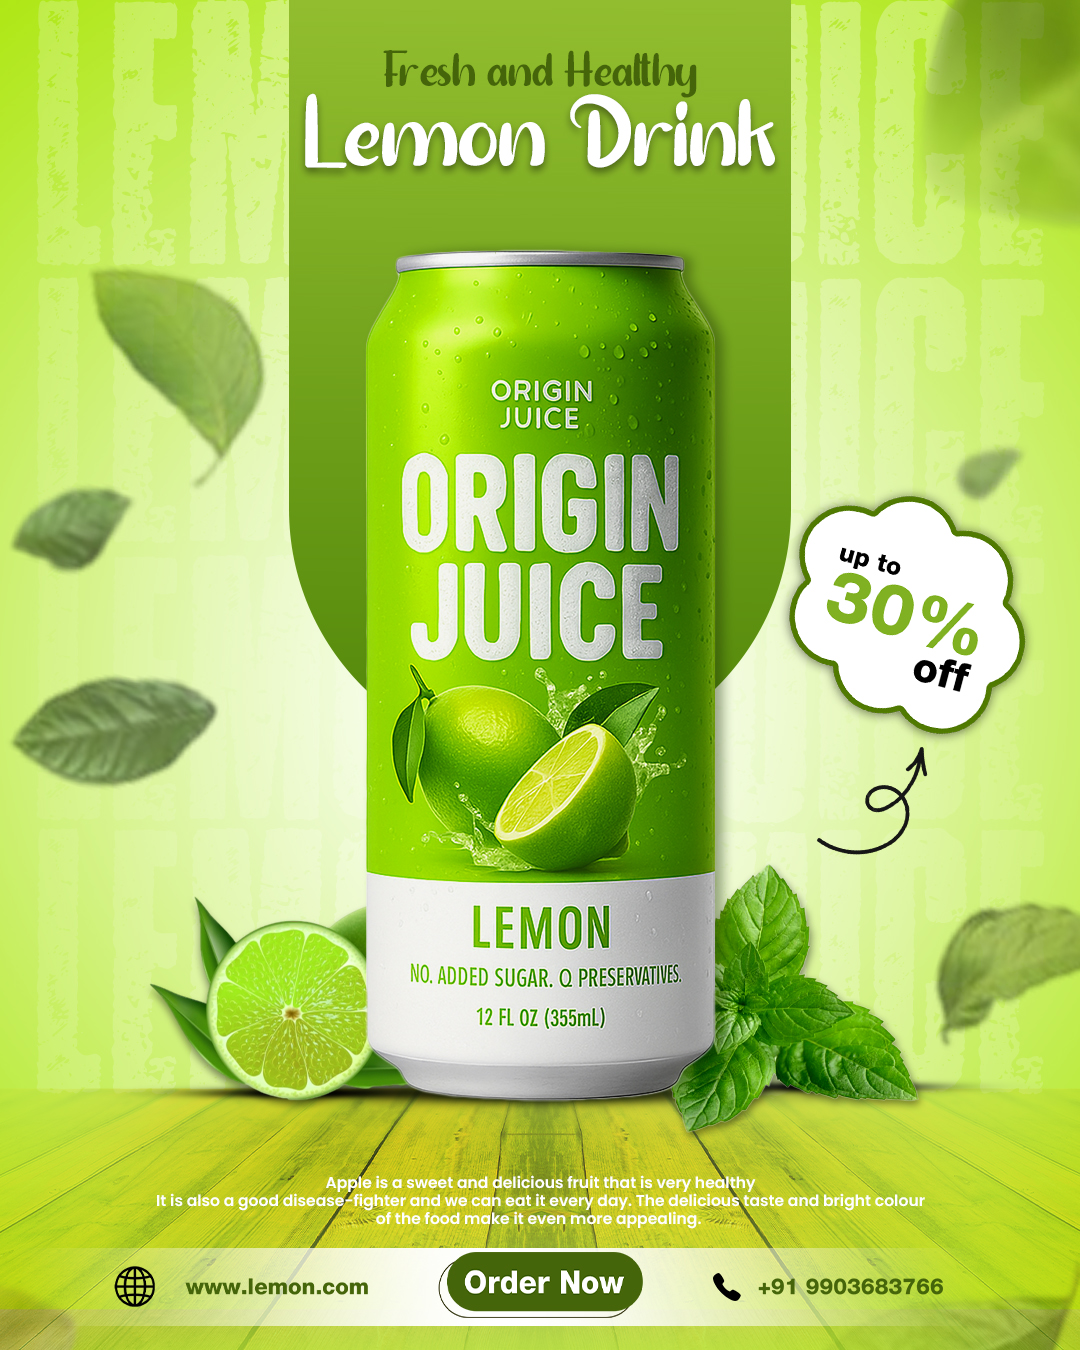 Fresh and Healthy
Lemon Drink
ORIGIN
JUICE
ORIGIN
JUICE
up to
30%
off
LEMON
NO. ADDED SUGAR. Q PRESERVATIVES.
12 FL OZ (355mL)
Apple is a sweet and delicious fruit that is very healthy
It is also a good disease-fighter and we can eat it every day. The delicious taste and bright colour
of the food make it even more appealing.
www.lemon.com
Order Now
+91 9903683766